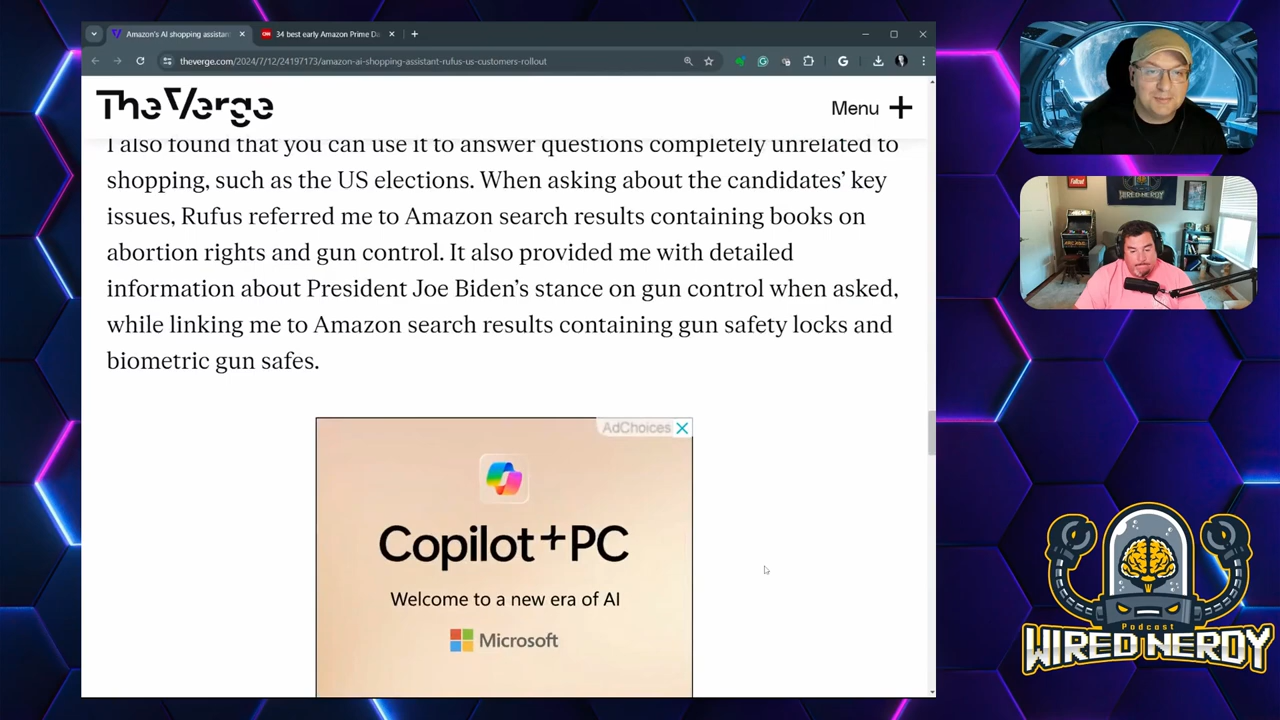 Amazon's AI shopping assistant
34 best early Amazon Prime Da
theverge.com/2024/7/12/24197173/amazon-ai-shopping-assistant-rufus-us-customers-rollout
The Verge
Menu
I also found that you can use it to answer questions completely unrelated to
shopping, such as the US elections. When asking about the candidates' key
issues, Rufus referred me to Amazon search results containing books on
abortion rights and gun control. It also provided me with detailed
information about President Joe Biden's stance on gun control when asked,
while linking me to Amazon search results containing gun safety locks and
biometric gun safes.
AdChoices
Copilot+PC
Welcome to a new era of AI
Microsoft
Fallout
WIRED NERDY
ARCADE
Podcast
WIRED NERDY